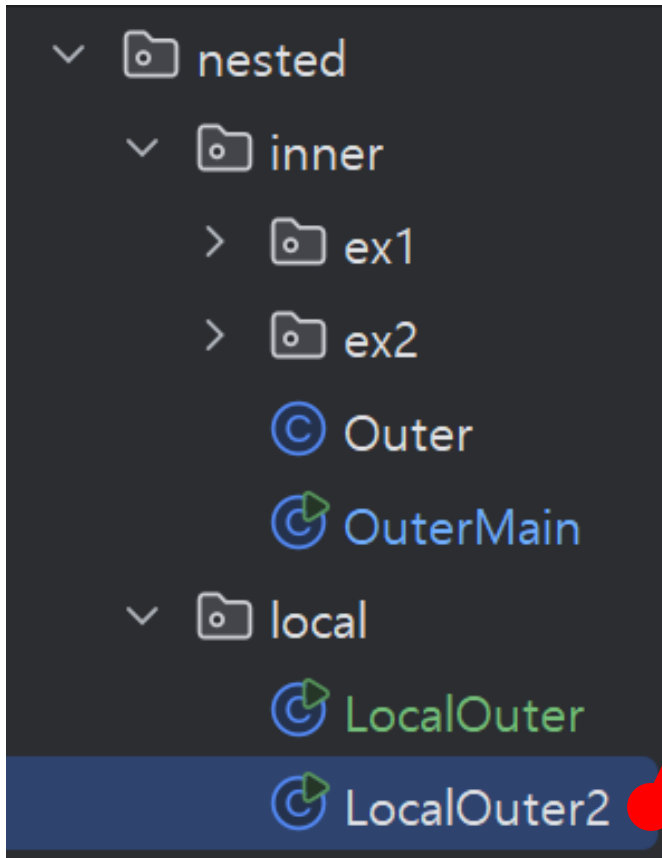 nested
inner
ex1
ex2
Outer
OuterMain
local
LocalOuter
LocalOuter2